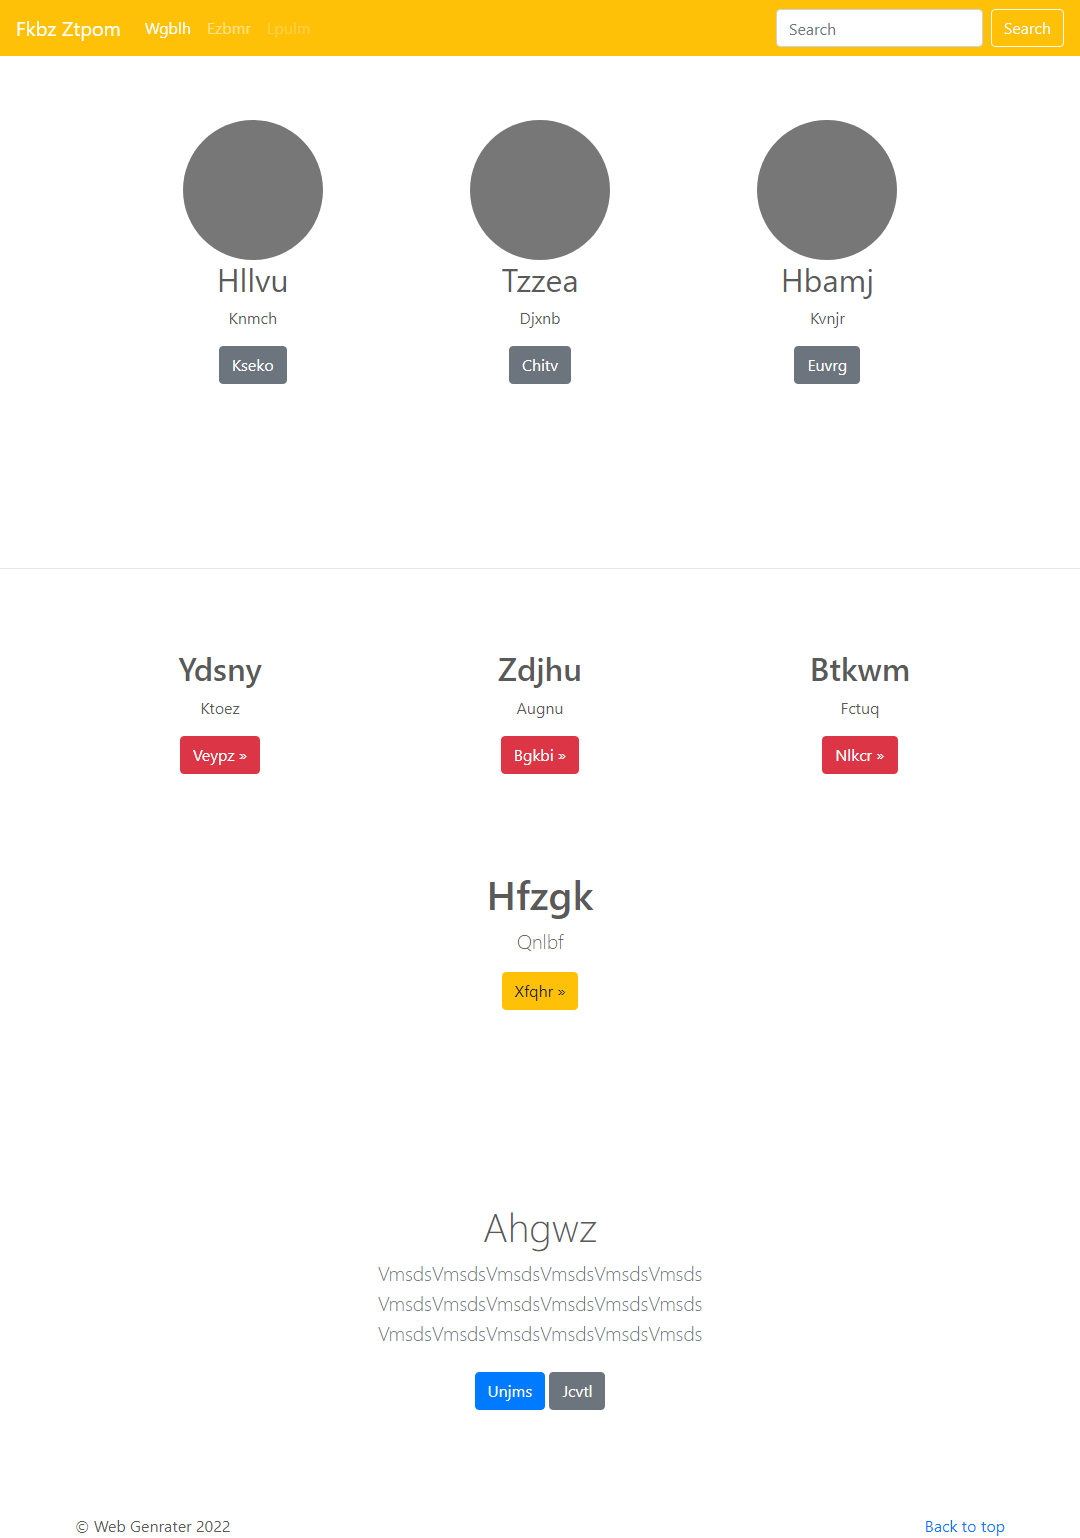 Fkbz Ztpom Wgblh Ezbmr Lpulm Search Search
Hllvu Tzzea Hbamj
Knmch Djxnb Kvnjr
Kseko Chitv Euvrg
Ydsny Zdjhu Btkwm
Ktoez Augnu Fctuq
Veypz » Bgkbi » Nlkcr »
Hfzgk
Qnlbf
Xfqhr »
Ahgwz
VmsdsVmsdsVmsdsVmsdsVmsdsVmsds
VmsdsVmsdsVmsdsVmsdsVmsdsVmsds
VmsdsVmsdsVmsdsVmsdsVmsdsVmsds
Unjms Jcvtl
© Web Genrater 2022 Back to top